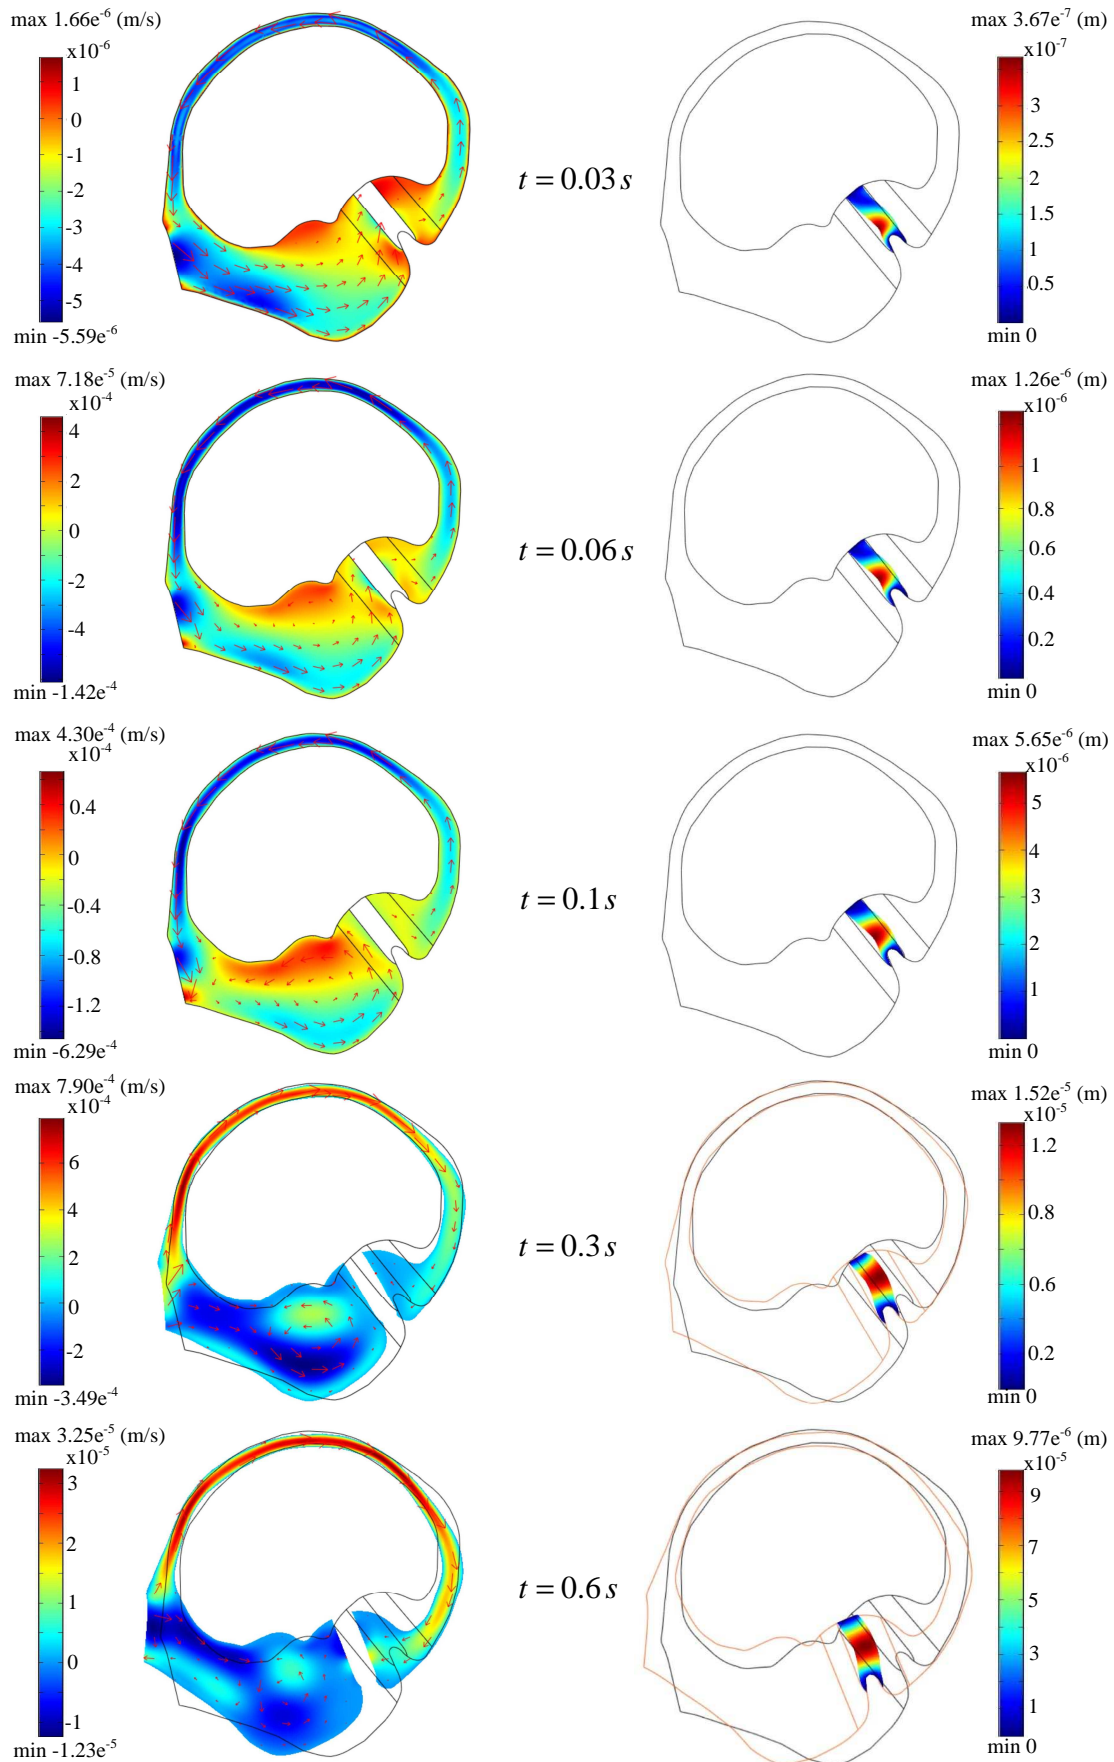 max 1.66e⁻⁶ (m/s)
x10⁻⁶
1
0
-1
-2
-3
-4
-5
min -5.59e⁻⁶
t = 0.03 s
max 3.67e⁻⁷ (m)
x10⁻⁷
3
2.5
2
1.5
1
0.5
min 0
max 7.18e⁻⁵ (m/s)
x10⁻⁴
4
2
0
-2
-4
min -1.42e⁻⁴
t = 0.06 s
max 1.26e⁻⁶ (m)
x10⁻⁶
1
0.8
0.6
0.4
0.2
min 0
max 4.30e⁻⁴ (m/s)
x10⁻⁴
0.4
0
-0.4
-0.8
-1.2
min -6.29e⁻⁴
t = 0.1 s
max 5.65e⁻⁶ (m)
x10⁻⁶
5
4
3
2
1
min 0
max 7.90e⁻⁴ (m/s)
x10⁻⁴
6
4
2
0
-2
min -3.49e⁻⁴
t = 0.3 s
max 1.52e⁻⁵ (m)
x10⁻⁵
1.2
0.8
0.6
0.2
min 0
max 3.25e⁻⁵ (m/s)
x10⁻⁵
3
2
1
0
-1
min -1.23e⁻⁵
t = 0.6 s
max 9.77e⁻⁶ (m)
x10⁻⁵
9
7
5
3
1
min 0